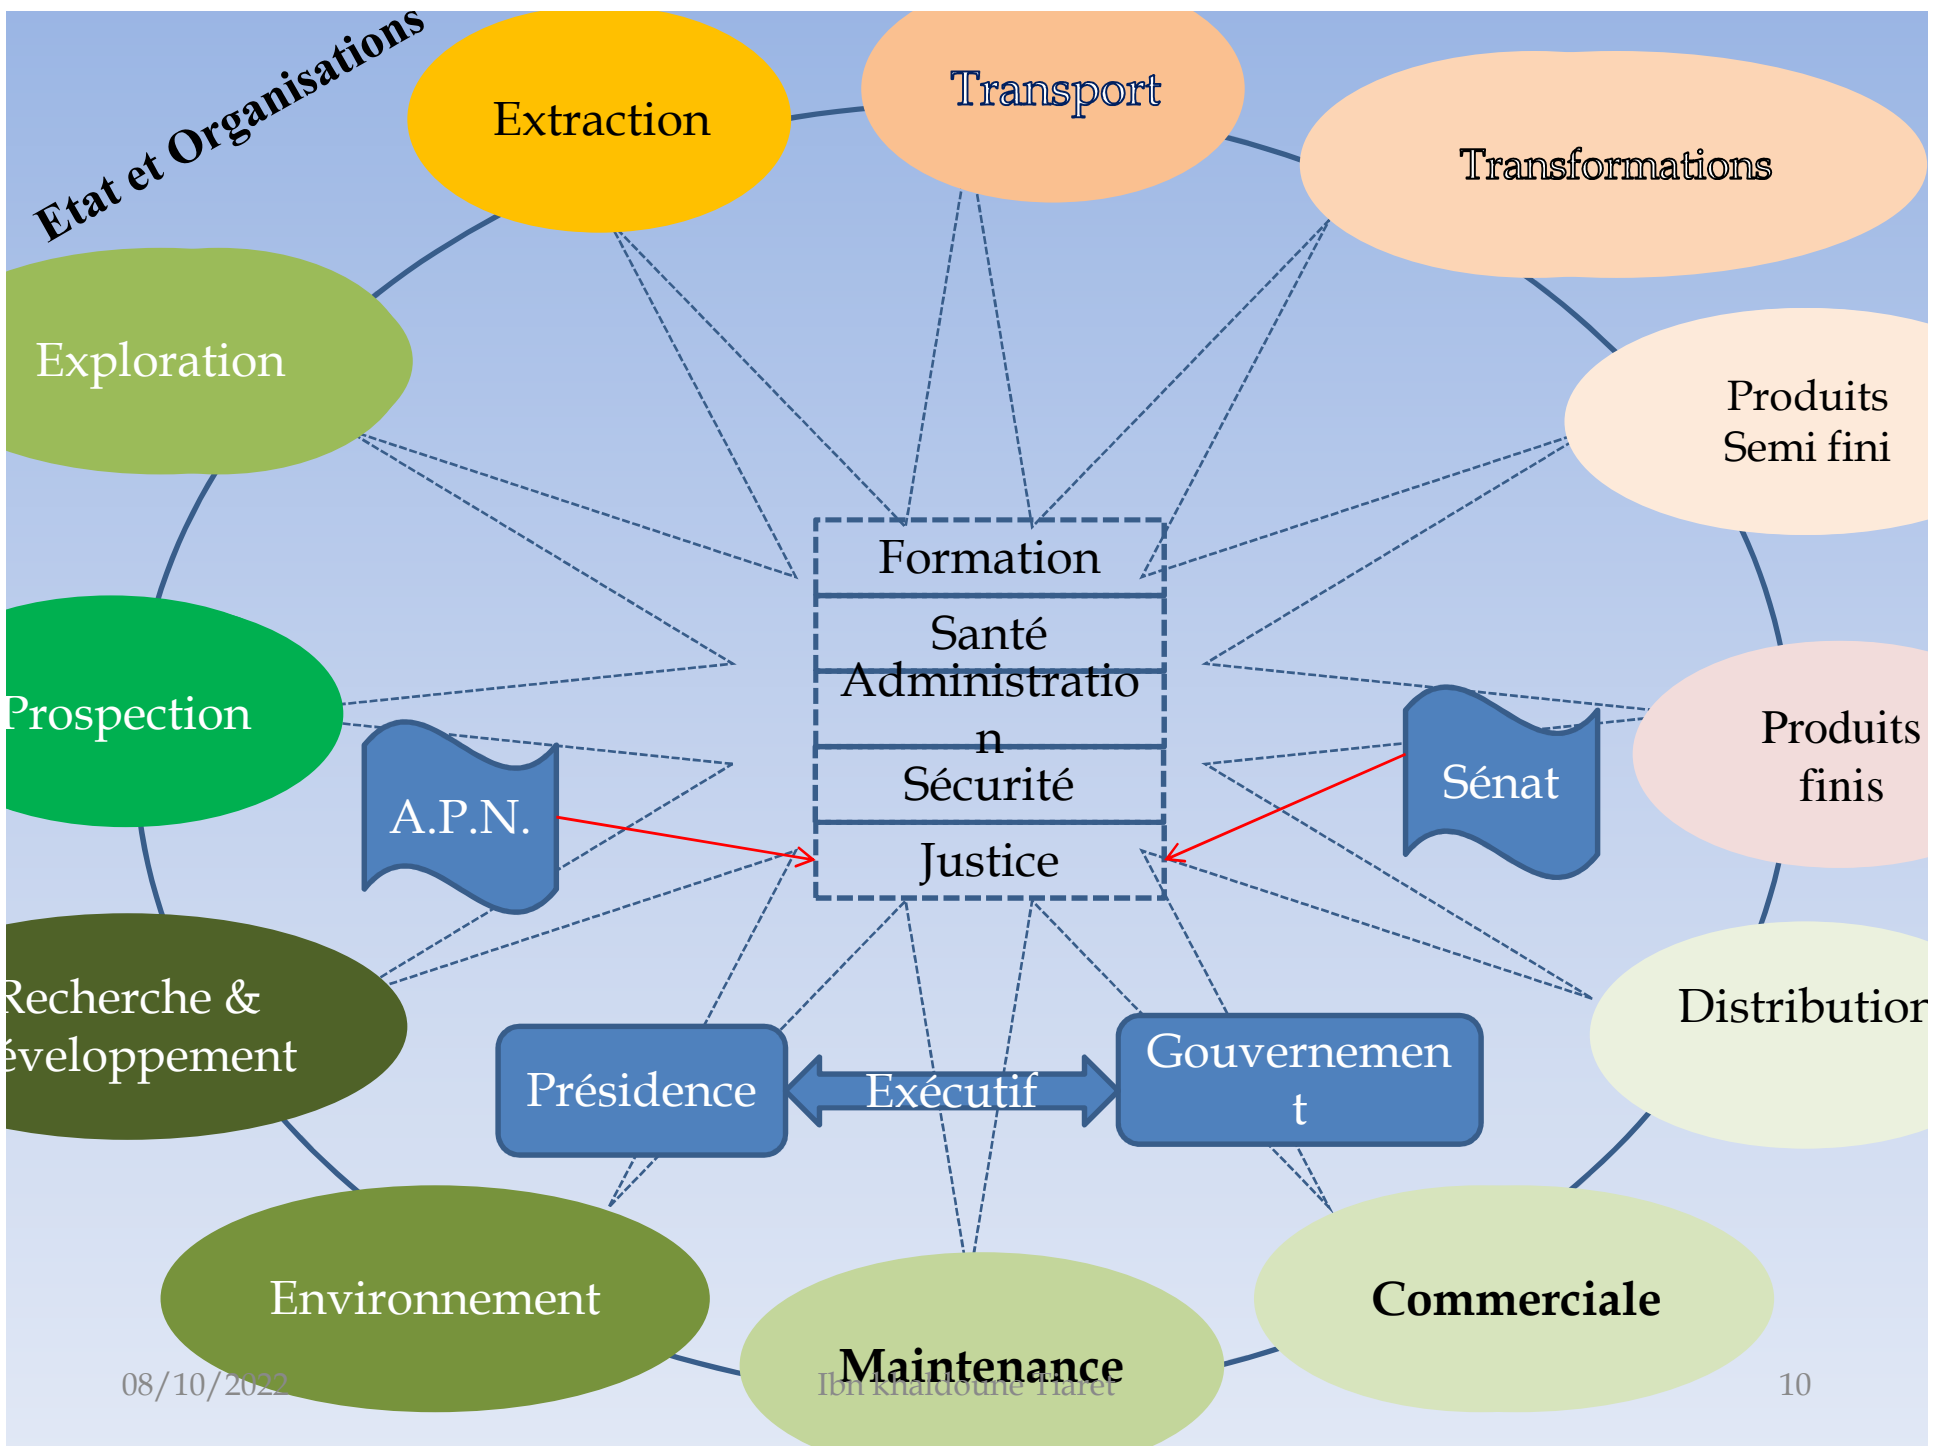 Etat et Organisations
Extraction
Transport
Transformations
Exploration
Produits
Semi fini
Formation
Santé
Administratio
n
Sécurité
Justice
Prospection
A.P.N.
Sénat
Produits
finis
Recherche &
éveloppement
Distribution
Présidence
Exécutif
Gouvernemen
t
Environnement
Maintenance
Commerciale
08/10/2022
Ibn khaldoune Tiaret
10